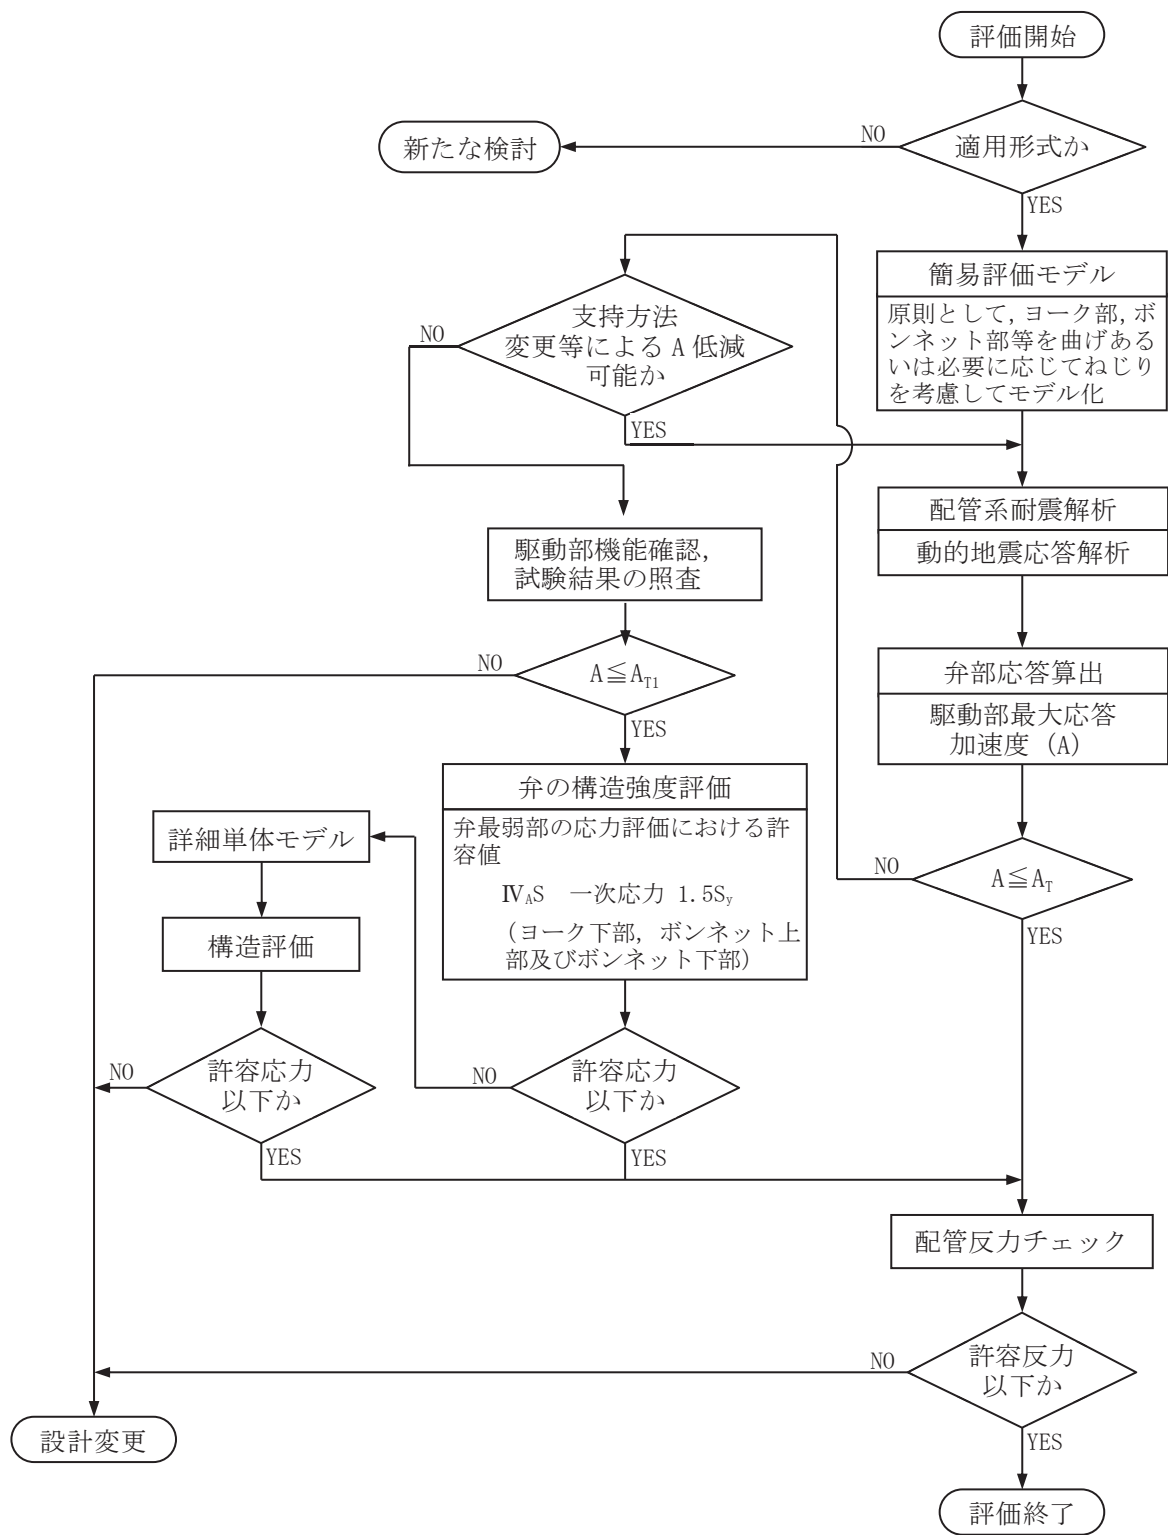 評価開始
適用形式か
NO
新たな検討
YES
簡易評価モデル
原則として,ヨーク部,ボ
ンネット部等を曲げある
いは必要に応じてねじり
を考慮してモデル化
支持方法
変更等による A 低減
可能か
NO
YES
配管系耐震解析
動的地震応答解析
駆動部機能確認,
試験結果の照査
弁部応答算出
駆動部最大応答
加速度 (A)
A≦A_T1
NO
YES
弁の構造強度評価
弁最弱部の応力評価における許
容値
Ⅳ_AS 一次応力 1.5S_y
(ヨーク下部, ボンネット上
部及びボンネット下部)
A≦A_T
NO
YES
詳細単体モデル
構造評価
許容応力
以下か
NO
YES
許容応力
以下か
NO
YES
配管反力チェック
許容反力
以下か
NO
YES
設計変更
評価終了